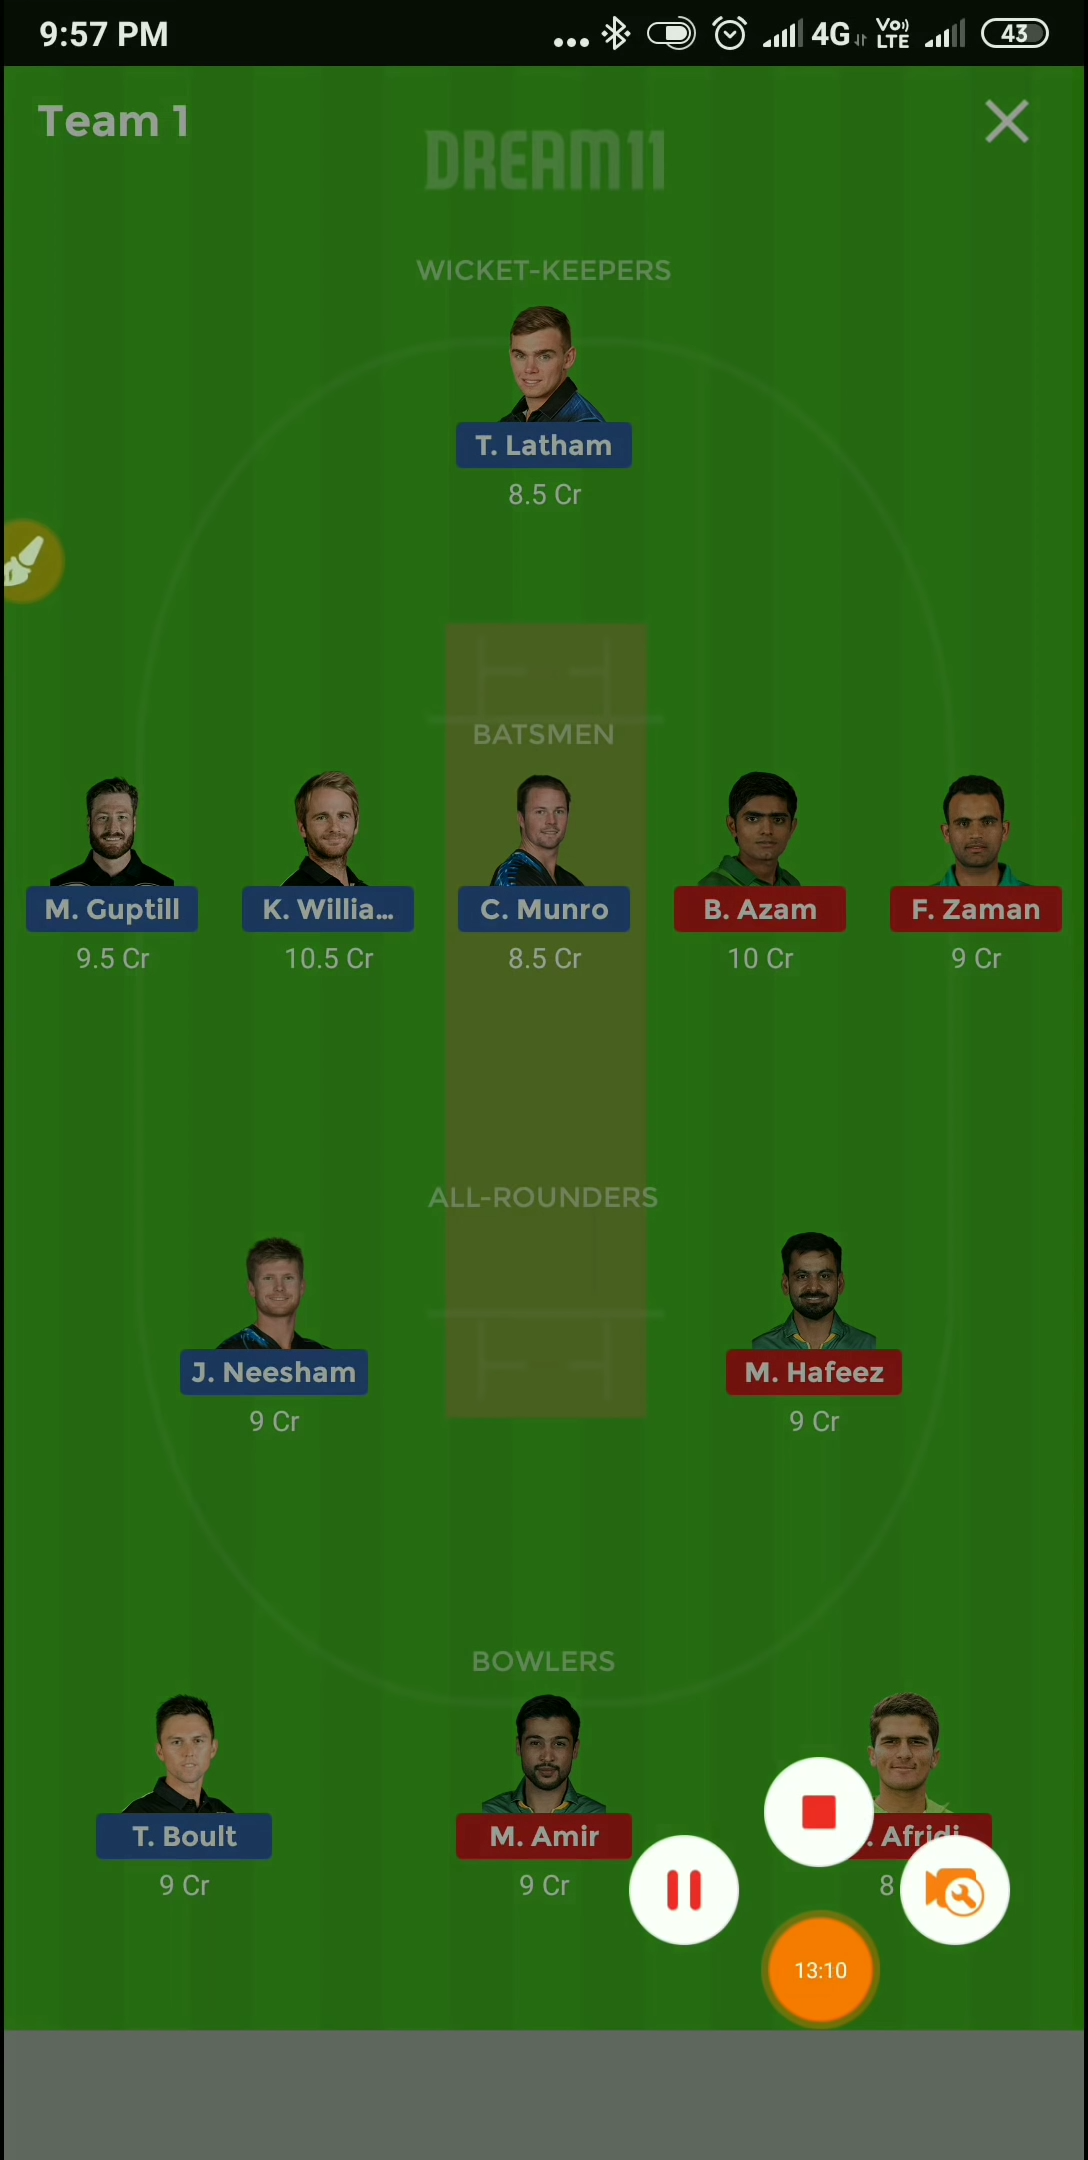 9:57 PM
4G
Vo))
LTE
43
Team 1
DREAM11
WICKET-KEEPERS
T. Latham
8.5 Cr
BATSMEN
M. Guptill
K. Willia...
C. Munro
B. Azam
F. Zaman
9.5 Cr
10.5 Cr
8.5 Cr
10 Cr
9 Cr
ALL-ROUNDERS
J. Neesham
M. Hafeez
9 Cr
9 Cr
BOWLERS
T. Boult
M. Amir
. Afridi
9 Cr
9 Cr
8
13:10